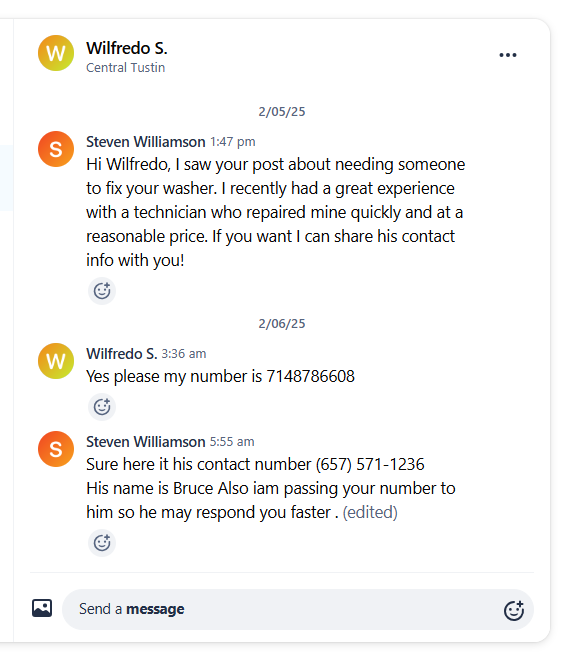 W
Wilfredo S.
Central Tustin
2/05/25
S
Steven Williamson 1:47 pm
Hi Wilfredo, I saw your post about needing someone
to fix your washer. I recently had a great experience
with a technician who repaired mine quickly and at a
reasonable price. If you want I can share his contact
info with you!
2/06/25
W
Wilfredo S. 3:36 am
Yes please my number is 7148786608
S
Steven Williamson 5:55 am
Sure here it his contact number (657) 571-1236
His name is Bruce Also iam passing your number to
him so he may respond you faster . (edited)
Send a message